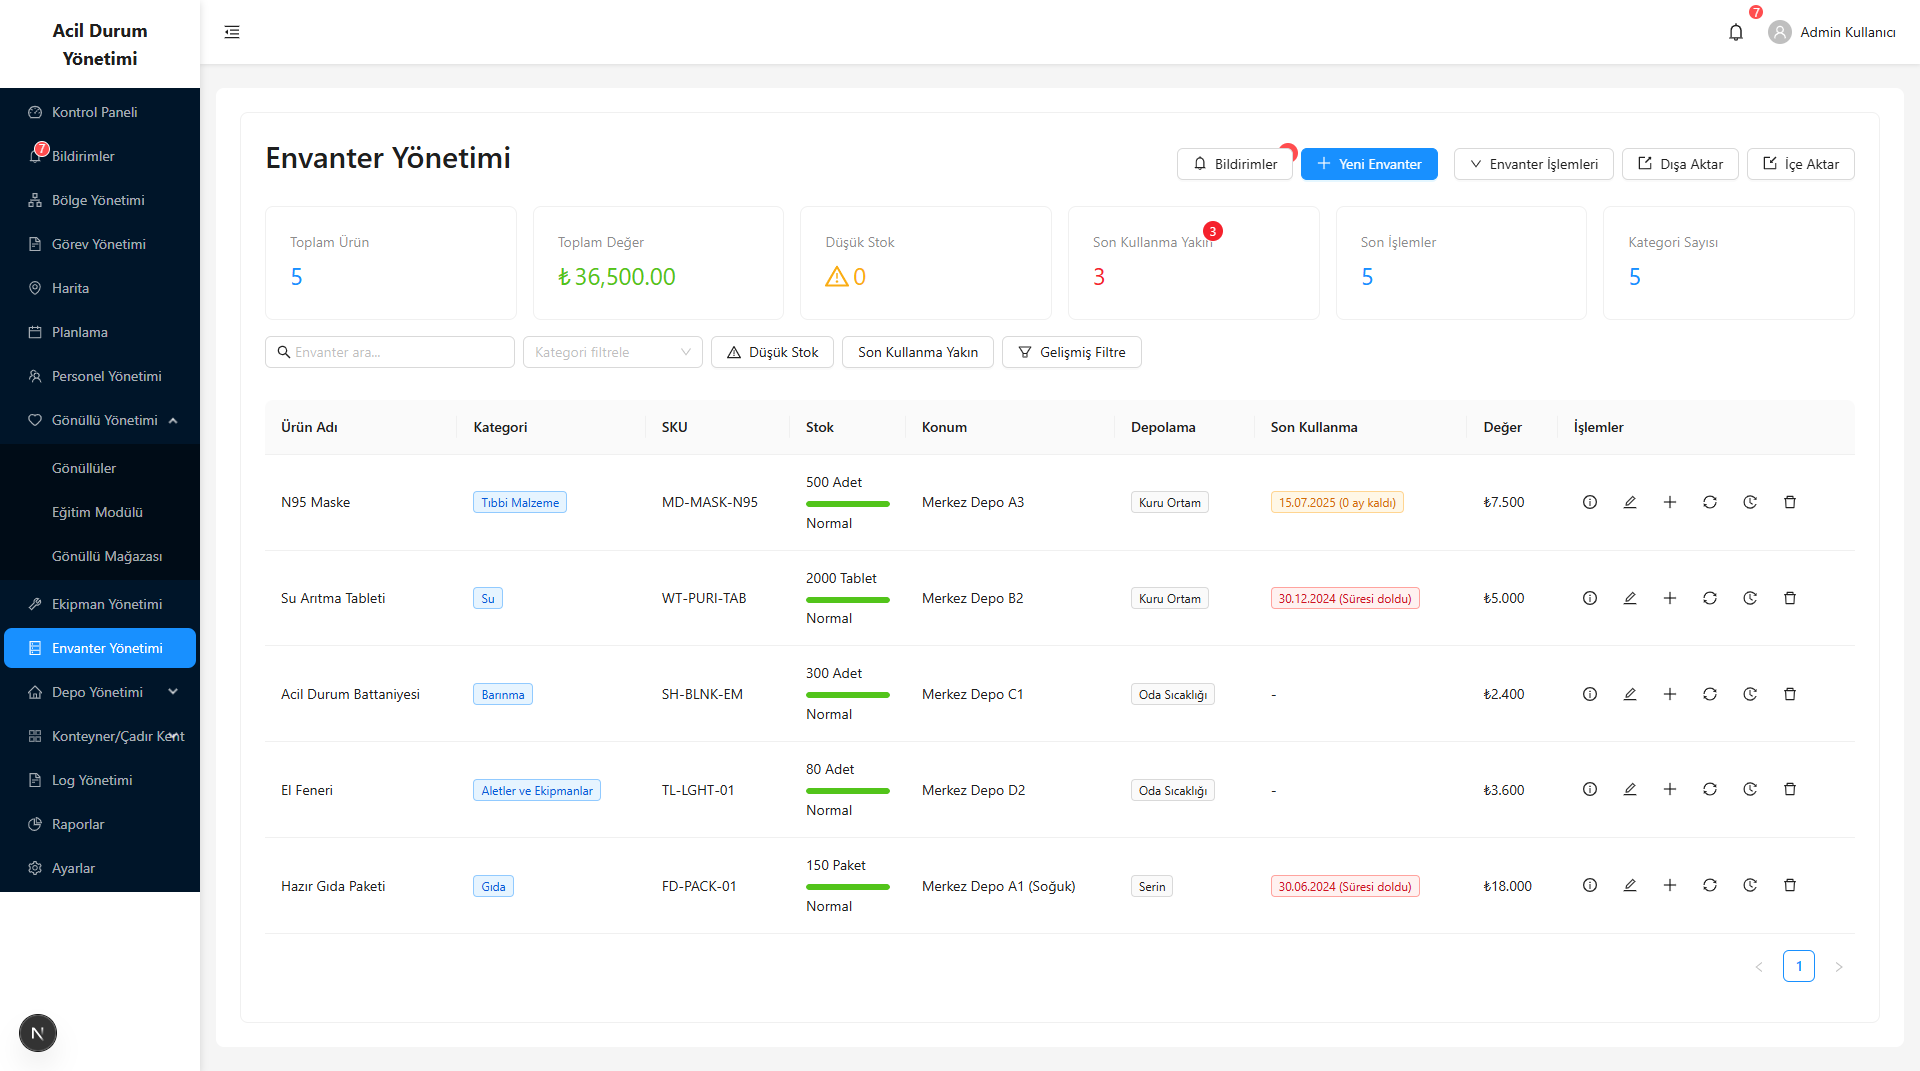 Acil Durum
Yönetimi
7
Admin Kullanıcı
Kontrol Paneli
7
Bildirimler
Bölge Yönetimi
Görev Yönetimi
Harita
Planlama
Personel Yönetimi
Gönüllü Yönetimi
Gönüllüler
Eğitim Modülü
Gönüllü Mağazası
Ekipman Yönetimi
Envanter Yönetimi
Depo Yönetimi
Konteyner/Çadır Kent
Log Yönetimi
Raporlar
Ayarlar
N
Envanter Yönetimi
Bildirimler
Yeni Envanter
Envanter İşlemleri
Dışa Aktar
İçe Aktar
Toplam Ürün
5
Toplam Değer
₺ 36,500.00
Düşük Stok
0
Son Kullanma Yakın
3
3
Son İşlemler
5
Kategori Sayısı
5
Envanter ara...
Kategori filtrele
Düşük Stok
Son Kullanma Yakın
Gelişmiş Filtre
Ürün Adı Kategori SKU Stok Konum Depolama Son Kullanma Değer İşlemler
500 Adet
N95 Maske Tıbbi Malzeme MD-MASK-N95 Merkez Depo A3 Kuru Ortam 15.07.2025 (0 ay kaldı) ₺7.500
Normal
2000 Tablet
Su Arıtma Tableti Su WT-PURI-TAB Merkez Depo B2 Kuru Ortam 30.12.2024 (Süresi doldu) ₺5.000
Normal
300 Adet
Acil Durum Battaniyesi Barınma SH-BLNK-EM Merkez Depo C1 Oda Sıcaklığı - ₺2.400
Normal
80 Adet
El Feneri Aletler ve Ekipmanlar TL-LGHT-01 Merkez Depo D2 Oda Sıcaklığı - ₺3.600
Normal
150 Paket
Hazır Gıda Paketi Gıda FD-PACK-01 Merkez Depo A1 (Soğuk) Serin 30.06.2024 (Süresi doldu) ₺18.000
Normal
1